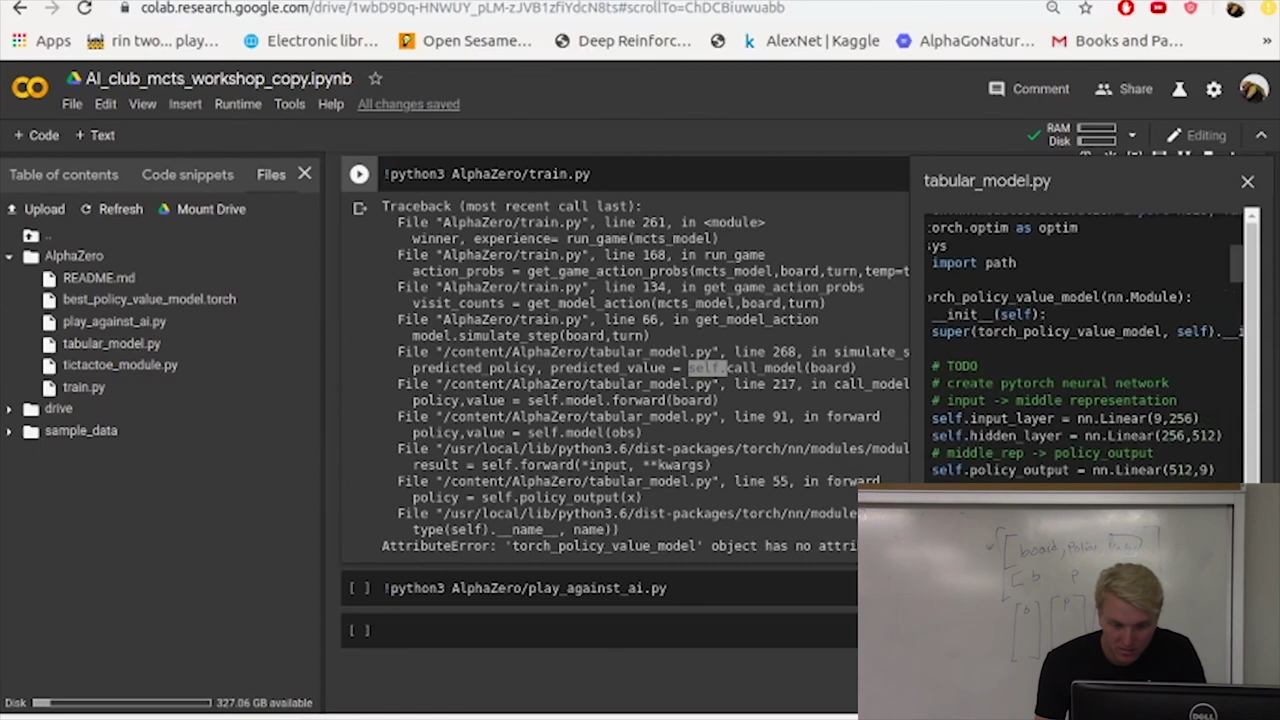 colab.research.google.com/drive/1wbD9Dq-HNWUY_pLM-zJVB1zfiYdcN8ts#scrollTo=ChDCBiuwuabb
Apps rin two... play... Electronic libr... Open Sesame... Deep Reinforc... AlexNet | Kaggle AlphaGoNatur... Books and Pa... »
AI_club_mcts_workshop_copy.ipynb
Comment Share
File Edit View Insert Runtime Tools Help All changes saved
+ Code + Text
RAM
Disk
Editing
Table of contents Code snippets Files
Upload Refresh Mount Drive
..
AlphaZero
README.md
best_policy_value_model.torch
play_against_ai.py
tabular_model.py
tictactoe_module.py
train.py
drive
sample_data
Disk 327.06 GB available
!python3 AlphaZero/train.py
Traceback (most recent call last):
File "AlphaZero/train.py", line 261, in <module>
winner, experience= run_game(mcts_model)
File "AlphaZero/train.py", line 168, in run_game
action_probs = get_game_action_probs(mcts_model,board,turn,temp=t
File "AlphaZero/train.py", line 134, in get_game_action_probs
visit_counts = get_model_action(mcts_model,board,turn)
File "AlphaZero/train.py", line 66, in get_model_action
model.simulate_step(board,turn)
File "/content/AlphaZero/tabular_model.py", line 268, in simulate_s
predicted_policy, predicted_value = self.call_model(board)
File "/content/AlphaZero/tabular_model.py", line 217, in call_model
policy,value = self.model.forward(board)
File "/content/AlphaZero/tabular_model.py", line 91, in forward
policy,value = self.model(obs)
File "/usr/local/lib/python3.6/dist-packages/torch/nn/modules/modul
result = self.forward(*input, **kwargs)
File "/content/AlphaZero/tabular_model.py", line 55, in forward
policy = self.policy_output(x)
File "/usr/local/lib/python3.6/dist-packages/torch/nn/modules
type(self).__name__, name))
AttributeError: 'torch_policy_value_model' object has no attri
[ ] !python3 AlphaZero/play_against_ai.py
[ ]
tabular_model.py
torch.optim as optim
sys
import path
torch_policy_value_model(nn.Module):
__init__(self):
super(torch_policy_value_model, self).__i
# TODO
# create pytorch neural network
# input -> middle representation
self.input_layer = nn.Linear(9,256)
self.hidden_layer = nn.Linear(256,512)
# middle_rep -> policy_output
self.policy_output = nn.Linear(512,9)
board,
b p
b p
DELL